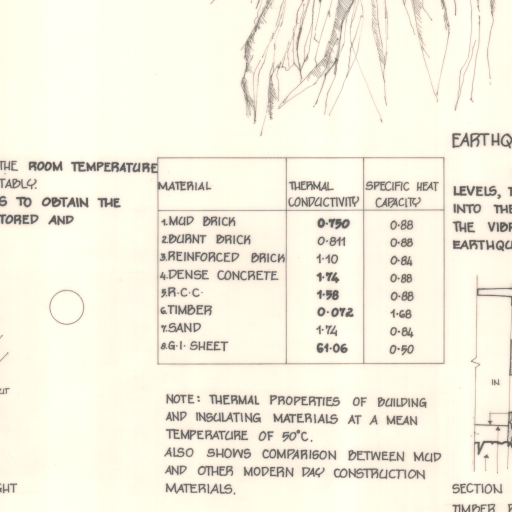 EARTHQ
THE ROOM TEMPERATURE
TABLY.
S TO OBTAIN THE
TORED AND
MATERIAL THERMAL CONDUCTIVITY SPECIFIC HEAT CAPACITY
1. MUD BRICK 0.750 0.88
2. BURNT BRICK 0.811 0.88
3. REINFORCED BRICK 1.10 0.84
4. DENSE CONCRETE 1.74 0.88
5. R.C.C. 1.58 0.88
6. TIMBER 0.072 1.68
7. SAND 1.74 0.84
8. G.I. SHEET 61.06 0.50
NOTE: THERMAL PROPERTIES OF BUILDING
AND INSULATING MATERIALS AT A MEAN
TEMPERATURE OF 50°C.
ALSO SHOWS COMPARISON BETWEEN MUD
AND OTHER MODERN DAY CONSTRUCTION
MATERIALS.
LEVELS, T
INTO THE
THE VIBR
EARTHQU
IN
UT
GHT
SECTION
TIMBER